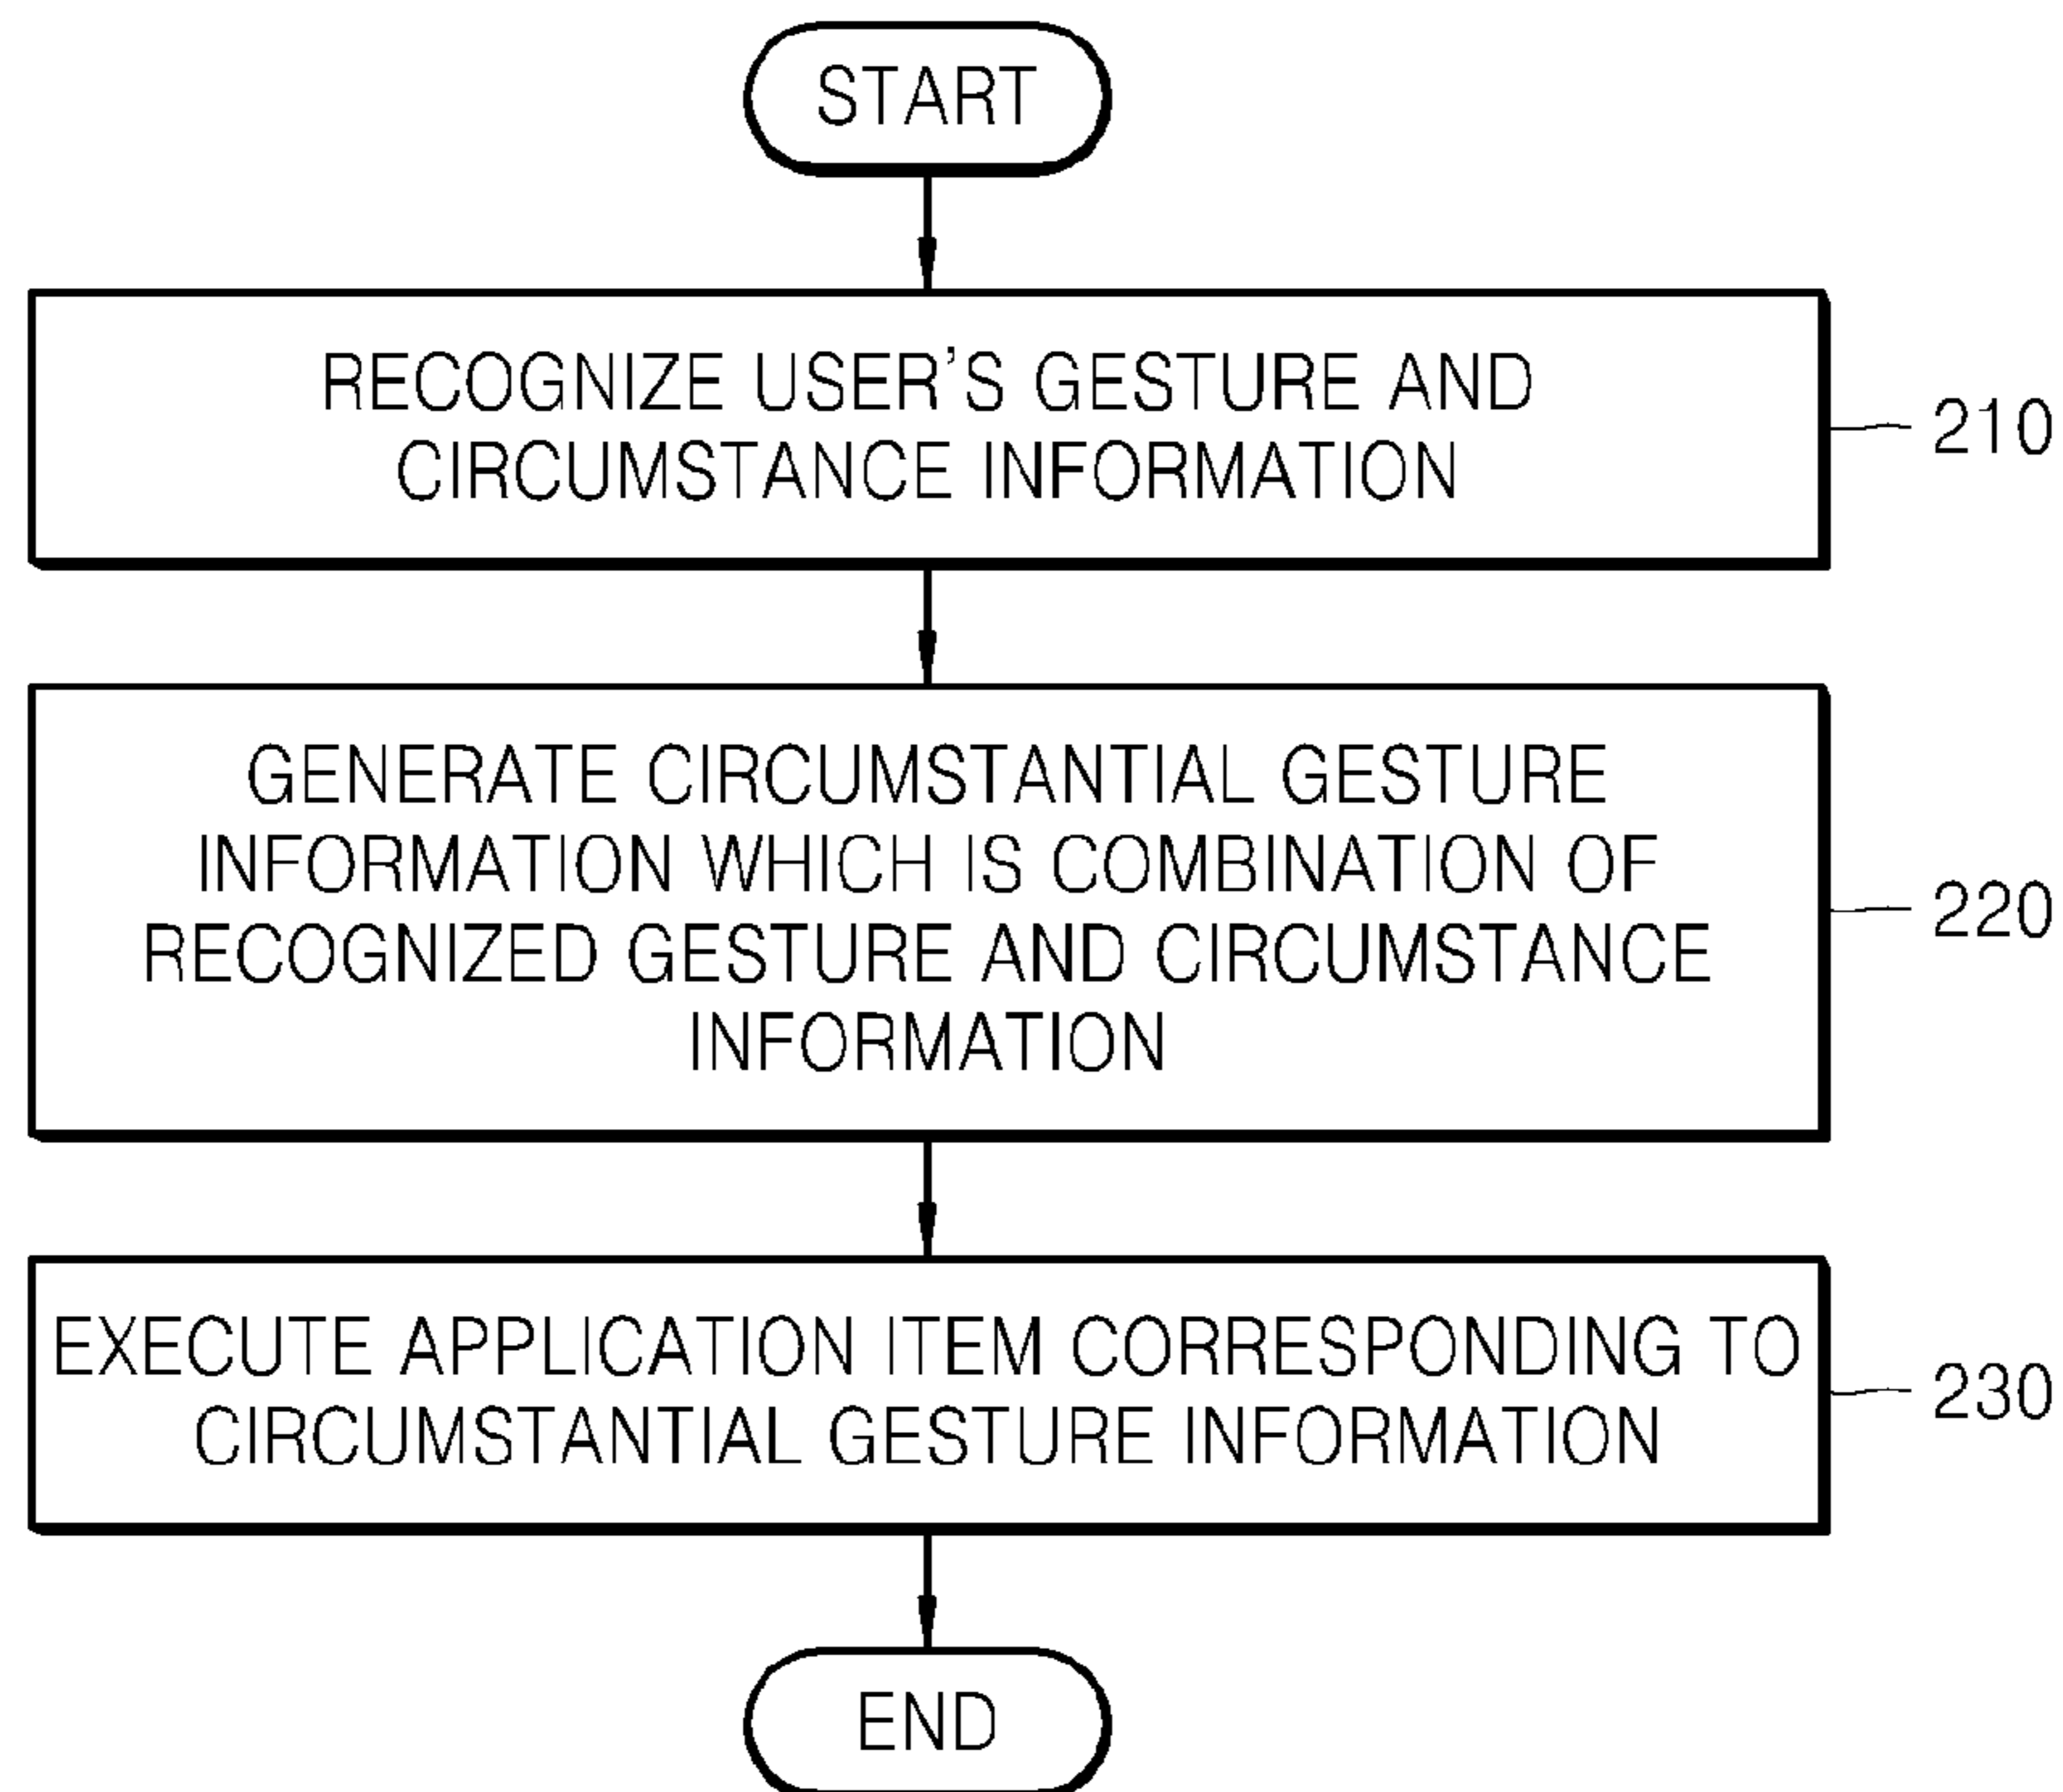 START
RECOGNIZE USER'S GESTURE AND
CIRCUMSTANCE INFORMATION
210
GENERATE CIRCUMSTANTIAL GESTURE
INFORMATION WHICH IS COMBINATION OF
RECOGNIZED GESTURE AND CIRCUMSTANCE
INFORMATION
220
EXECUTE APPLICATION ITEM CORRESPONDING TO
CIRCUMSTANTIAL GESTURE INFORMATION
230
END